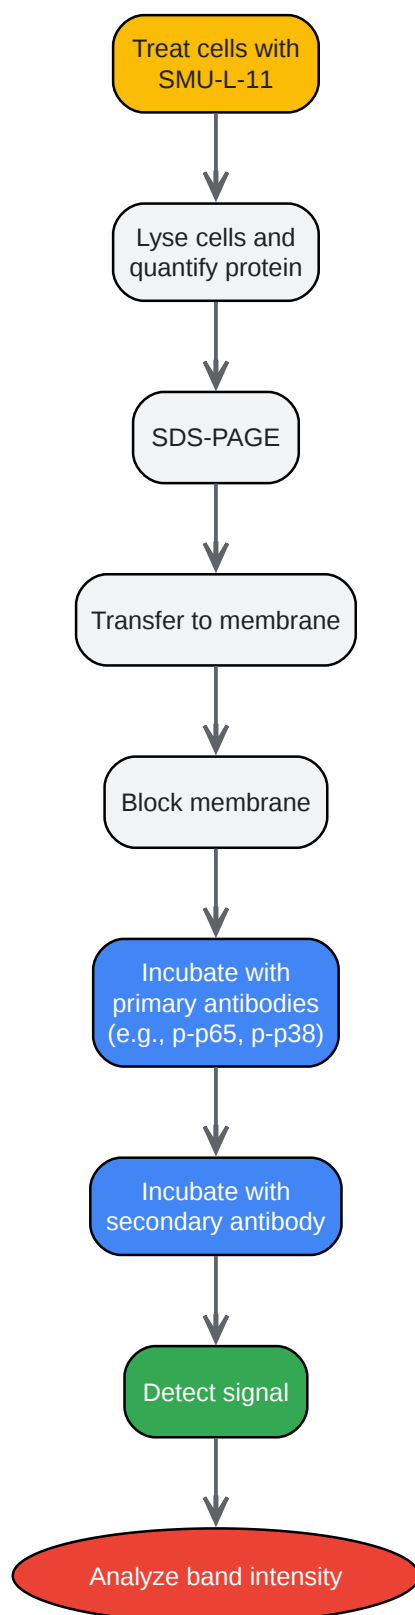 Treat cells with
SMU-L-11
Lyse cells and
quantify protein
SDS-PAGE
Transfer to membrane
Block membrane
Incubate with
primary antibodies
(e.g., p-p65, p-p38)
Incubate with
secondary antibody
Detect signal
Analyze band intensity